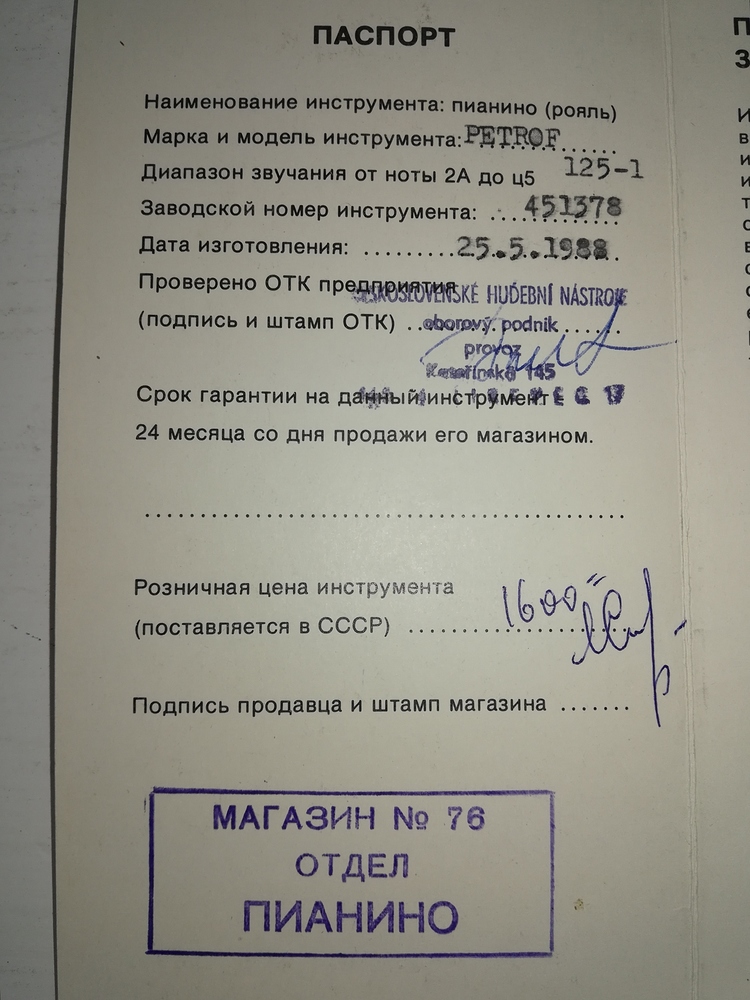 ПАСПОРТ
Наименование инструмента: пианино (рояль)
Марка и модель инструмента: PETROF
125-1
Диапазон звучания от ноты 2А до ц5
Заводской номер инструмента: ... 451378
Дата изготовления: ........ 25.5.1988.
Проверено ОТК предприятия
ČESKOSLOVENSKÉ HUDEBNÍ NÁSTROJE
(подпись и штамп ОТК) .. oborový podnik ......
provoz
145
Срок гарантии на данный инструмент
24 месяца со дня продажи его магазином.
Розничная цена инструмента
1600=
(поставляется в СССР) ..................
Подпись продавца и штамп магазина .......
МАГАЗИН № 76
ОТДЕЛ
ПИАНИНО
П
З
И
в
и
и
т
с
в